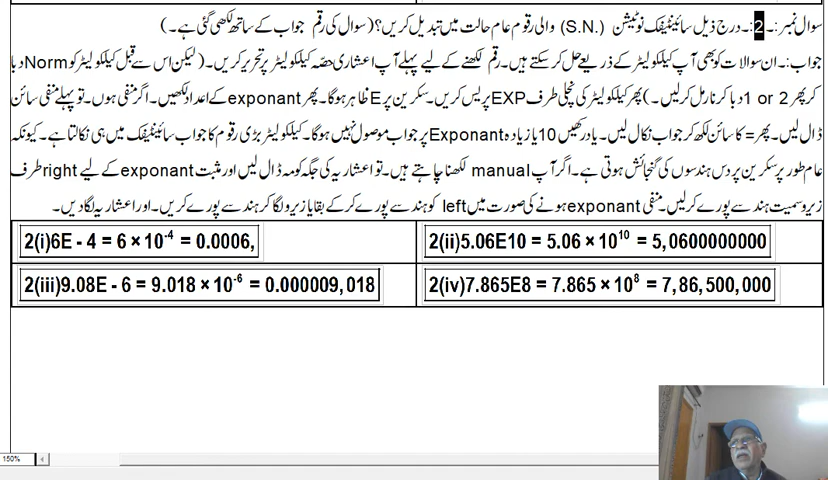 سوال نمبر :۔ 2 :۔ درج ذیل سائینٹیفک نوٹیشن (S.N.) والی رقوم عام حالت میں تبدیل کریں؟ (سوال کی رقم جواب کے ساتھ لکھی گئی ہے۔)
جواب:۔ ان سوالات کو بھی آپ کیلکولیٹر کے ذریعے حل کر سکتے ہیں۔ رقم لکھنے کے لیے پہلے آپ اعشاری حصّہ کیلکولیٹر پر تحریر کریں۔ (لیکن اس سے قبل کیلکولیٹر کو Norm دبا
کر پھر 2 or 1 دبا کر نارمل کر لیں۔) پھر کیلکولیٹر کی نچلی طرف EXP پریس کریں۔ سکرین پر E ظاہر ہوگا۔ پھر exponant کے اعداد لکھیں۔ اگر منفی ہوں۔ تو پہلے منفی سائن
ڈال لیں۔ پھر = کا سائن لکھ کر جواب نکال لیں۔ یاد رکھیں 10 یا زیادہ Exponant پر جواب موصول نہیں ہوگا۔ کیلکولیٹر بڑی رقوم کا جواب سائینٹیفک میں ہی نکالتا ہے۔ کیونکہ
عام طور پر سکرین پر دس ہندسوں کی گنجائش ہوتی ہے۔ اگر آپ manual لکھنا چاہتے ہیں۔ تو اعشاریہ کی جگہ کومہ ڈال لیں اور مثبت exponant کے لیے right طرف
زیرو سمیت ہندسے پورے کر لیں۔ منفی exponant ہونے کی صورت میں left کو ہندسے پورے کر کے بقایا زیرو لگا کر ہندسے پورے کریں۔ اور اعشاریہ لگا دیں۔
2(i)6E - 4 = 6 × 10⁻⁴ = 0.0006,
2(ii)5.06E10 = 5.06 × 10¹⁰ = 5,0600000000
2(iii)9.08E - 6 = 9.018 × 10⁻⁶ = 0.000009,018
2(iv)7.865E8 = 7.865 × 10⁸ = 7,86,500,000
150%